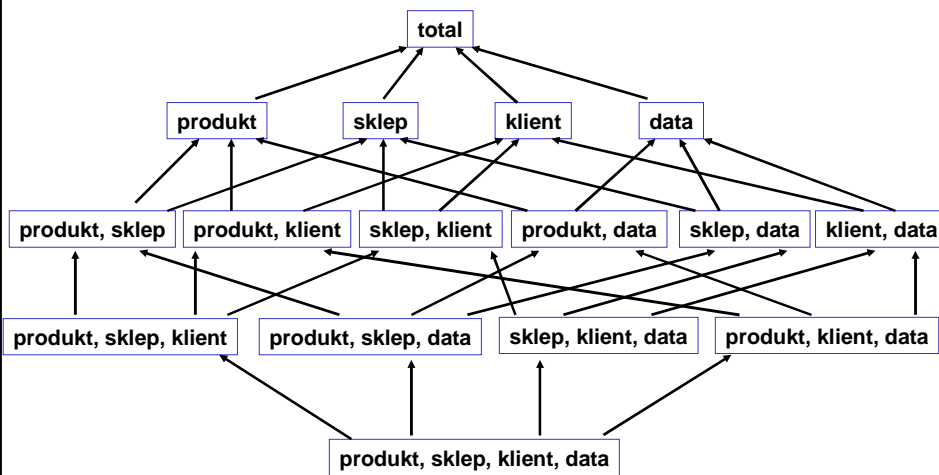 total
produkt
sklep
klient
data
produkt, sklep
produkt, klient
sklep, klient
produkt, data
sklep, data
klient, data
produkt, sklep, klient
produkt, sklep, data
sklep, klient, data
produkt, klient, data
produkt, sklep, klient, data